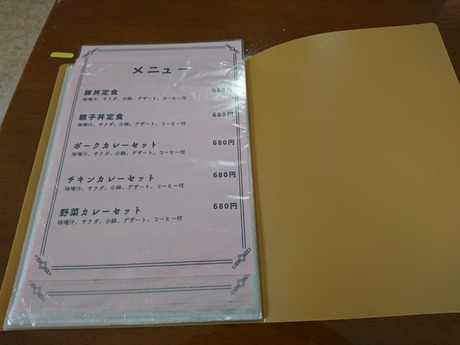 メニュー
豚丼定食 680円
味噌汁、サラダ、小鉢、デザート、コーヒー付
親子丼定食 680円
味噌汁、サラダ、小鉢、デザート、コーヒー付
ポークカレーセット 680円
味噌汁、サラダ、小鉢、デザート、コーヒー付
チキンカレーセット 680円
味噌汁、サラダ、小鉢、デザート、コーヒー付
野菜カレーセット 680円
味噌汁、サラダ、小鉢、デザート、コーヒー付